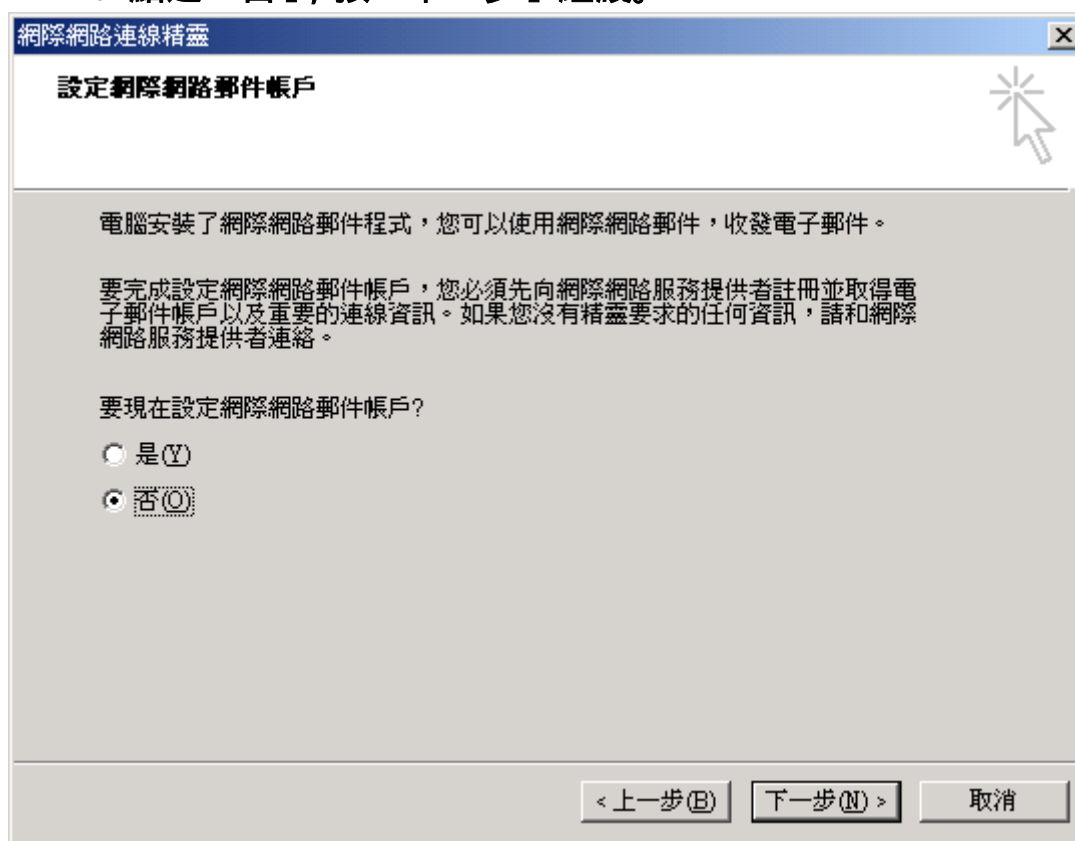 網際網路連線精靈
設定網際網路郵件帳戶
電腦安裝了網際網路郵件程式，您可以使用網際網路郵件，收發電子郵件。
要完成設定網際網路郵件帳戶，您必須先向網際網路服務提供者註冊並取得電
子郵件帳戶以及重要的連線資訊。如果您沒有精靈要求的任何資訊，請和網際
網路服務提供者連絡。
要現在設定網際網路郵件帳戶?
是(Y)
否(O)
<上一步(B) 下一步(N)> 取消